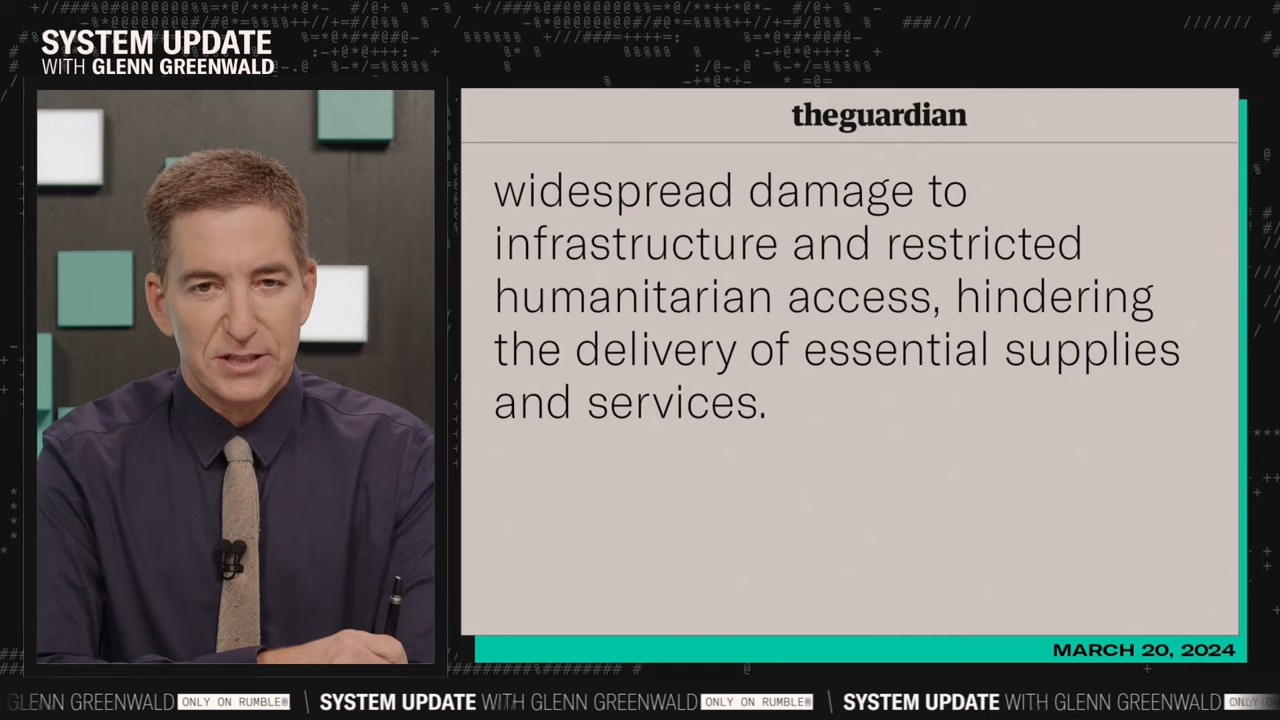 SYSTEM UPDATE
WITH GLENN GREENWALD
theguardian
widespread damage to
infrastructure and restricted
humanitarian access, hindering
the delivery of essential supplies
and services.
MARCH 20, 2024
GLENN GREENWALD ONLY ON RUMBLE® \ SYSTEM UPDATE WITH GLENN GREENWALD ONLY ON RUMBLE® \ SYSTEM UPDATE WITH GLENN GREENWALD ONLY